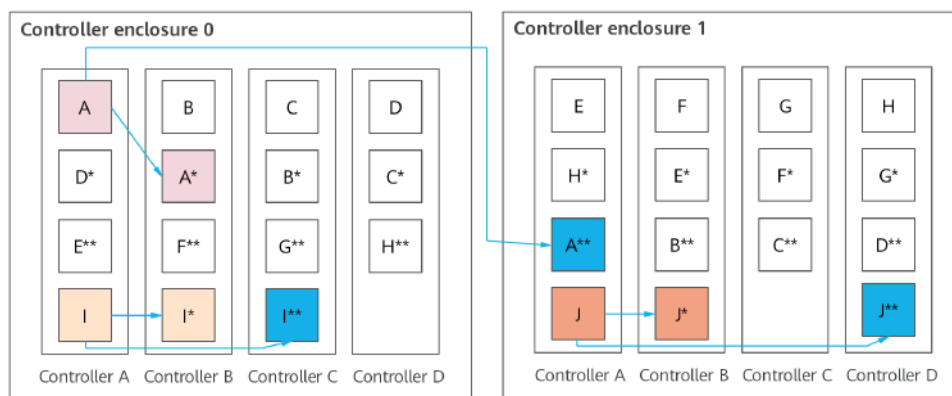 Controller enclosure 0
A B C D
D* A* B* C*
E** F** G** H**
I I* I**
Controller A Controller B Controller C Controller D
Controller enclosure 1
E F G H
H* E* F* G*
A** B** C** D**
J J* J**
Controller A Controller B Controller C Controller D